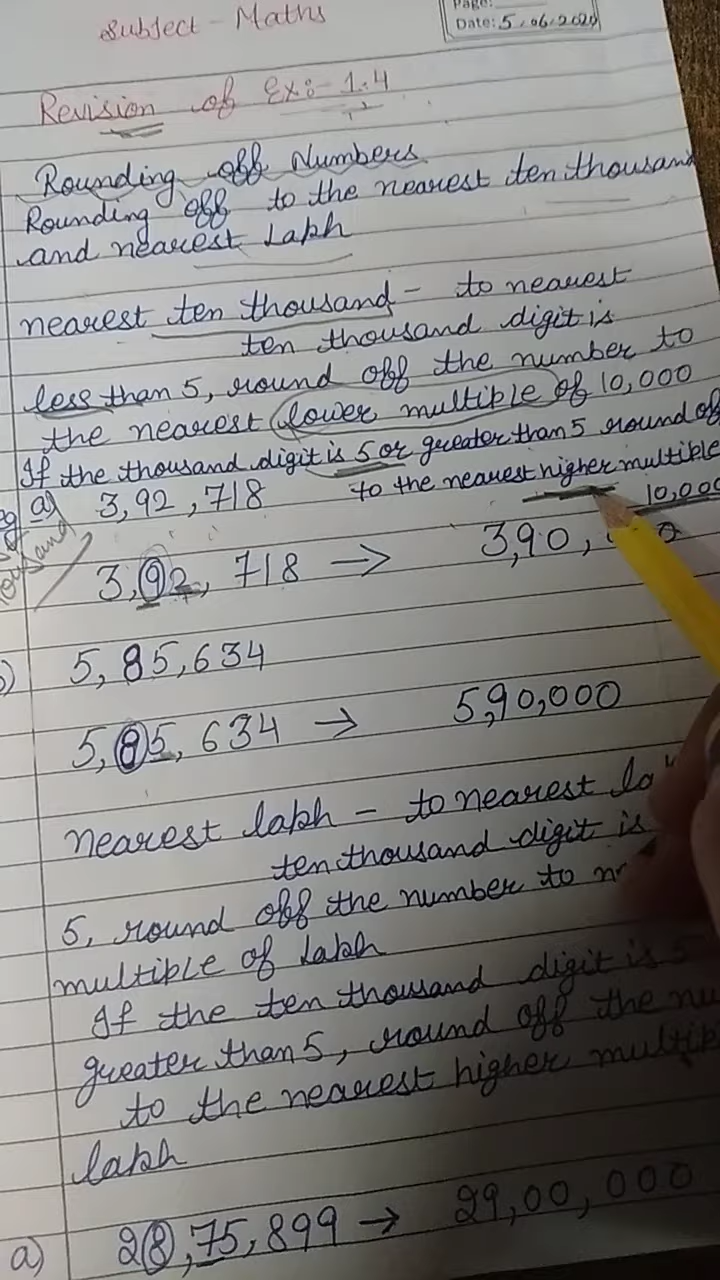 Subject - Maths
Page:
Date: 5.06.2020
Revision of Ex:- 1.4
Rounding off Numbers
Rounding off to the nearest ten thousand
and nearest Lakh
nearest ten thousand - to nearest
ten thousand digit is
less than 5, round off the number to
the nearest lower multiple of 10,000
If the thousand digit is 5 or greater than 5 round of
to the nearest higher multiple
10,000
eg a) 3,92,718
3,92,718 → 3,90,
5,85,634
5,85,634 → 5,90,000
nearest lakh - to nearest
ten thousand digit is
5, round off the number to
multiple of Lakh
If the ten thousand digit is 5
greater than 5, round off the
to the nearest higher
lakh
a) 28,75,899 → 29,00,000